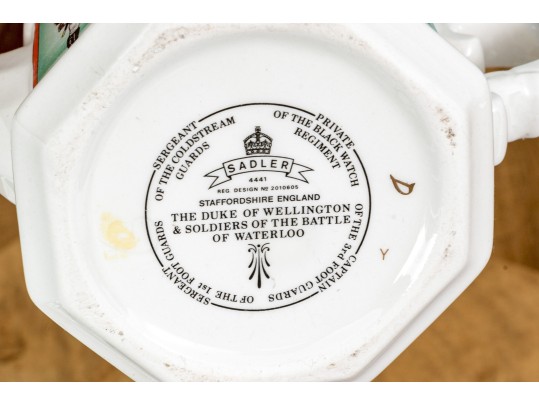 SERGEANT
OF THE COLDSTREAM
GUARDS
PRIVATE
OF THE BLACK WATCH
REGIMENT
SADLER
4441
REG. DESIGN No 2010805
STAFFORDSHIRE ENGLAND
THE DUKE OF WELLINGTON
& SOLDIERS OF THE BATTLE
OF WATERLOO
SERGEANT OF THE 1st FOOT GUARDS
CAPTAIN OF THE 3rd FOOT GUARDS
D
Y